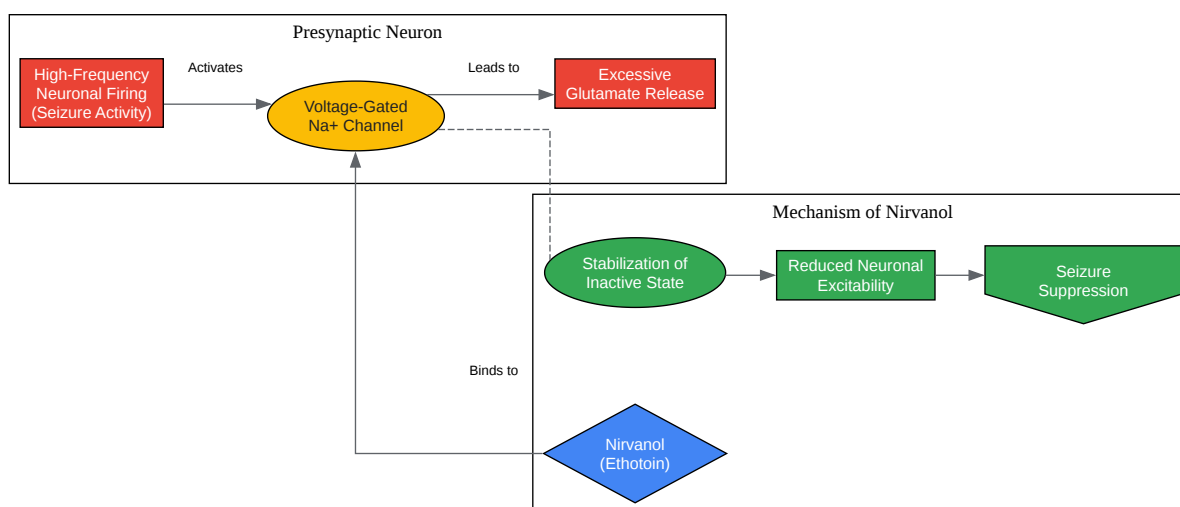 Presynaptic Neuron
High-Frequency
Neuronal Firing
(Seizure Activity)
Activates
Voltage-Gated
Na+ Channel
Leads to
Excessive
Glutamate Release
Mechanism of Nirvanol
Stabilization of
Inactive State
Reduced Neuronal
Excitability
Seizure
Suppression
Binds to
Nirvanol
(Ethotoin)